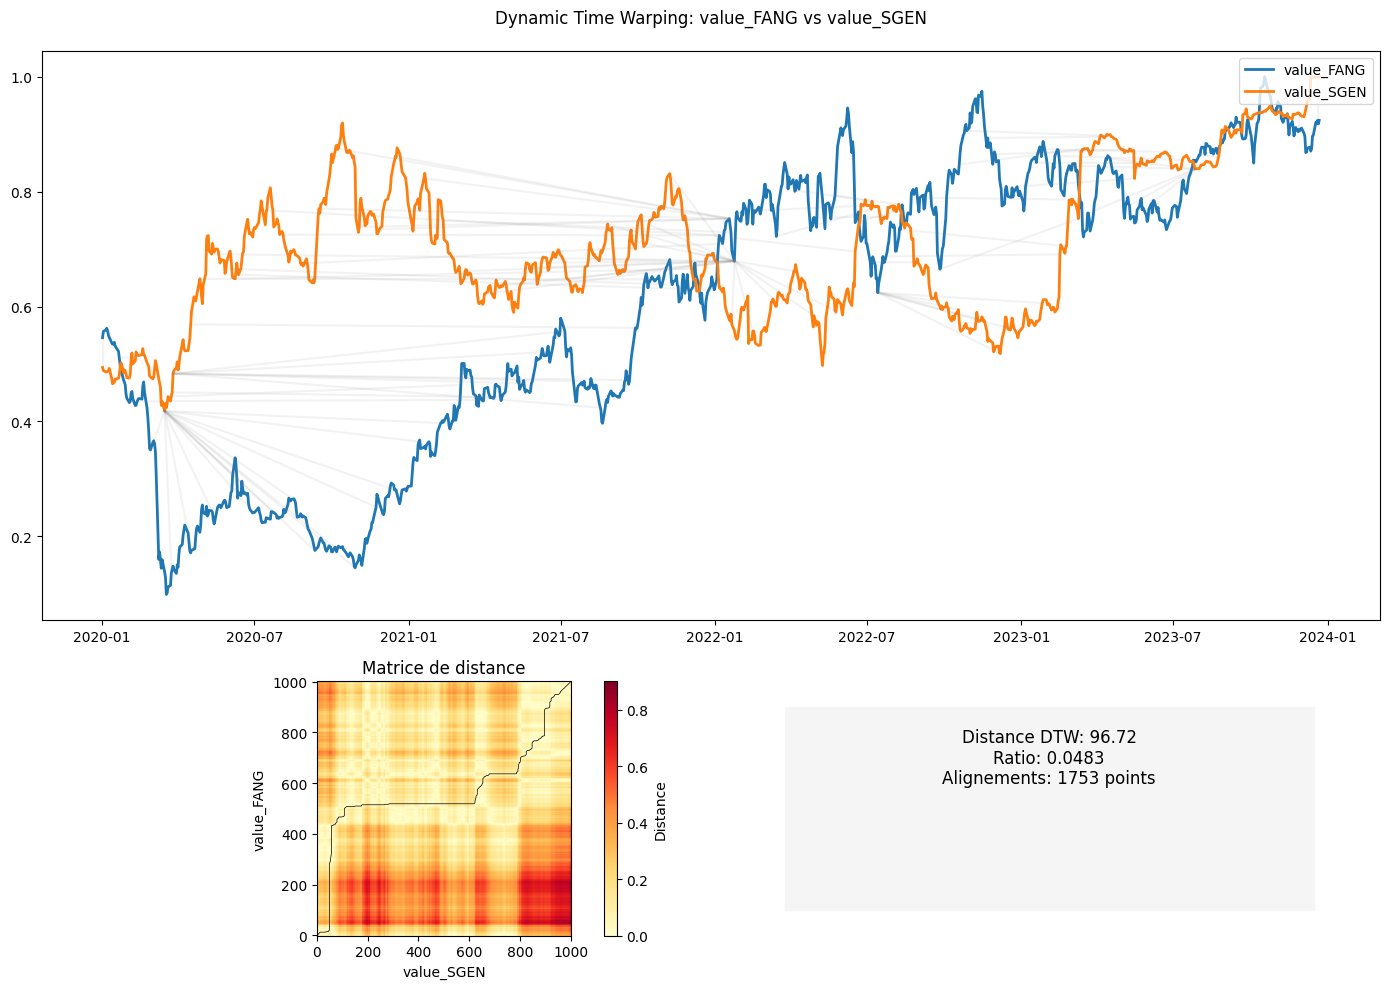 Dynamic Time Warping: value_FANG vs value_SGEN
value_FANG
value_SGEN
1.0
0.8
0.6
0.4
0.2
2020-01 2020-07 2021-01 2021-07 2022-01 2022-07 2023-01 2023-07 2024-01
Matrice de distance
1000
800
600
400
200
0
value_FANG
0 200 400 600 800 1000
value_SGEN
0.8
0.6
0.4
0.2
0.0
Distance
Distance DTW: 96.72
Ratio: 0.0483
Alignements: 1753 points